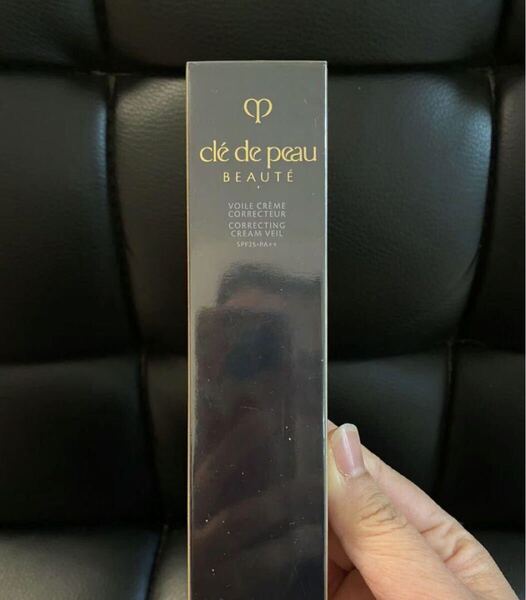 clé de peau
BEAUTÉ
VOILE CRÈME
CORRECTEUR
CORRECTING
CREAM VEIL
SPF25•PA++